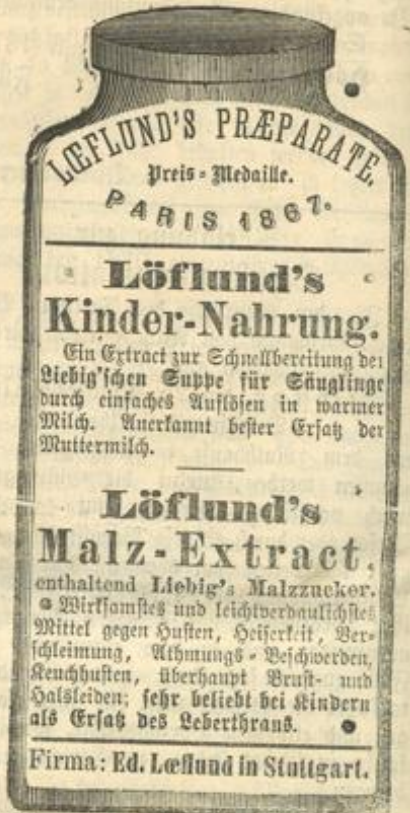 LŒFLUND'S PRÆPARATE.
Preis-Medaille.
PARIS 1867.
Löflund's
Kinder-Nahrung.
Ein Extract zur Schnellbereitung der
Liebig'schen Suppe für Säuglinge
durch einfaches Auflösen in warmer
Milch. Anerkannt bester Ersatz der
Muttermilch.
Löflund's
Malz-Extract,
enthaltend Liebig's Malzzucker.
Wirksamstes und leichtverdaulichstes
Mittel gegen Husten, Heiserkeit, Ver-
schleimung, Athmungs-Beschwerden,
Keuchhusten, überhaupt Brust- und
Halsleiden; sehr beliebt bei Kindern
als Ersatz des Leberthrans.
Firma: Ed. Lœflund in Stuttgart.